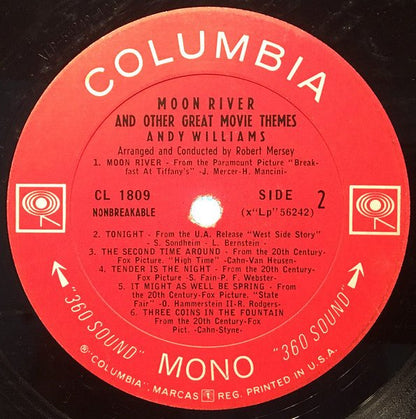 COLUMBIA
MOON RIVER
AND OTHER GREAT MOVIE THEMES
ANDY WILLIAMS
Arranged and Conducted by Robert Mersey
1. MOON RIVER - From the Paramount Picture "Break-
fast At Tiffany's" -J. Mercer-H. Mancini-
CL 1809
NONBREAKABLE
SIDE 2
(x"Lp"56242)
2. TONIGHT - From the U.A. Release "West Side Story"
- S. Sondheim - L. Bernstein -
3. THE SECOND TIME AROUND - From the 20th Century-
Fox Picture. "High Time" -Cahn-Van Heusen-
4. TENDER IS THE NIGHT - From the 20th Century-
Fox Picture - S. Fain-P. F. Webster-
5. IT MIGHT AS WELL BE SPRING - From the
20th Century-Fox Picture. "State
Fair" - O. Hammerstein II-R. Rodgers-
6. THREE COINS IN THE FOUNTAIN
From the 20th Century-Fox
Pict. -Cahn-Styne-
"360 SOUND"
MONO
"360 SOUND"
® "COLUMBIA", MARCAS REG. PRINTED IN U.S.A.